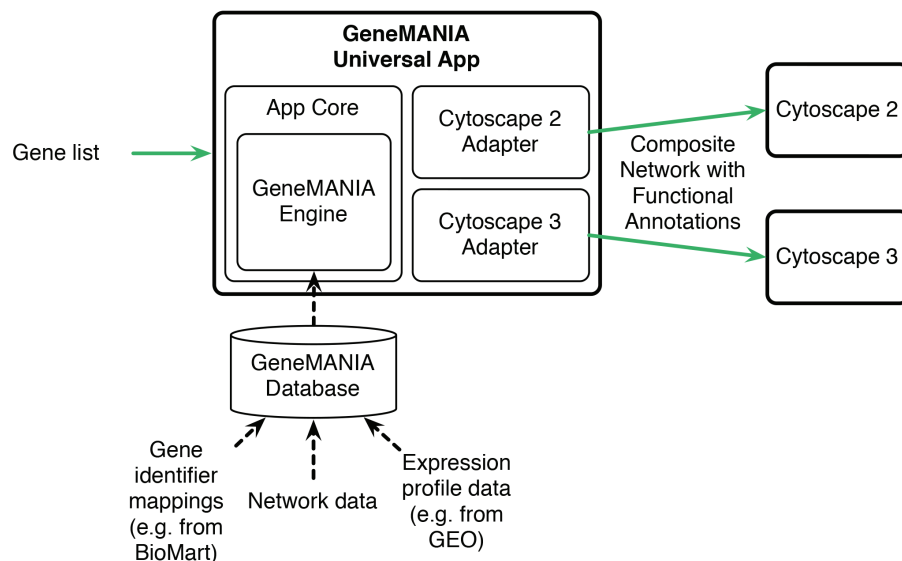 GeneMANIA
Universal App
App Core
GeneMANIA
Engine
Cytoscape 2
Adapter
Cytoscape 3
Adapter
Gene list
Composite
Network with
Functional
Annotations
Cytoscape 2
Cytoscape 3
GeneMANIA
Database
Gene
identifier
mappings
(e.g. from
BioMart)
Network data
Expression
profile data
(e.g. from
GEO)